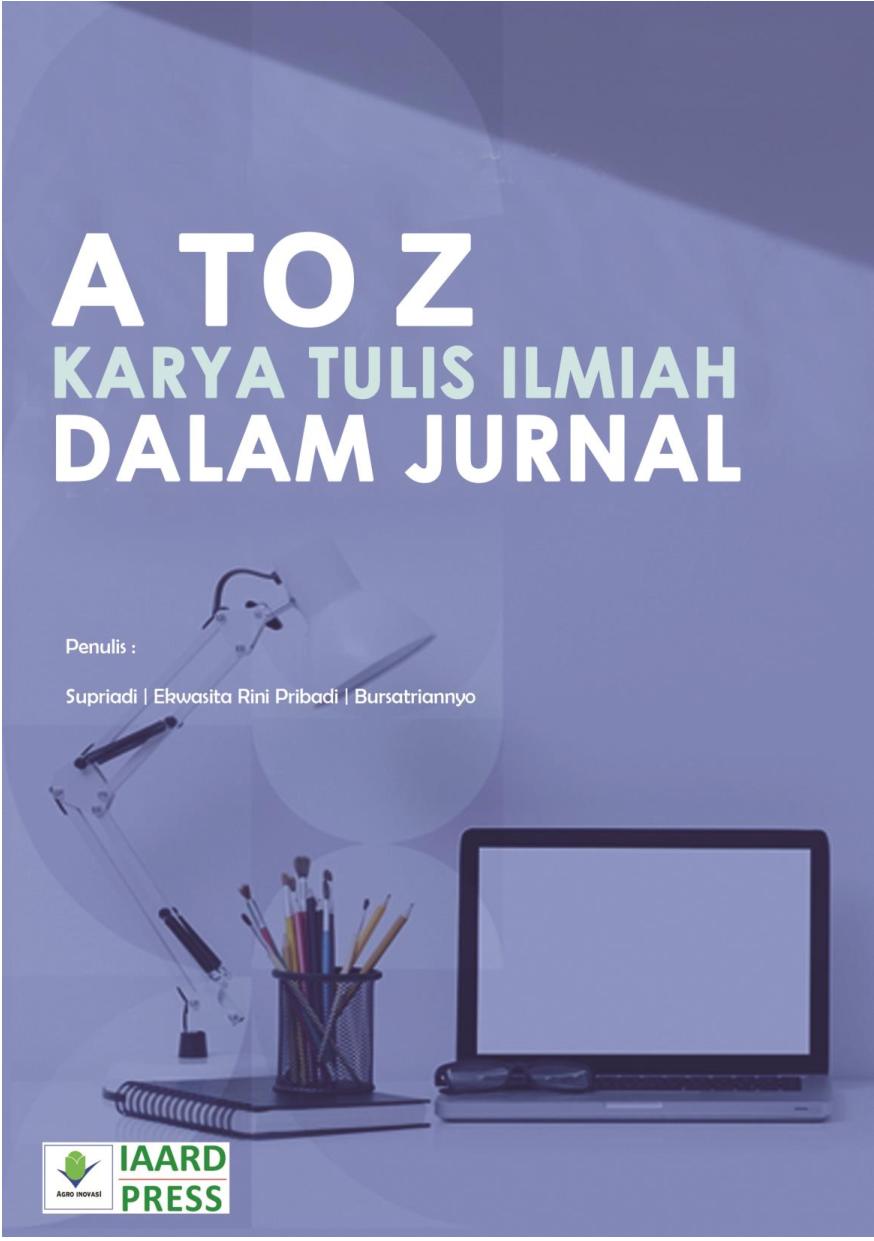 A TO Z
KARYA TULIS ILMIAH
DALAM JURNAL
Penulis :
Supriadi | Ekwasita Rini Pribadi | Bursatriannyo
AGRO INOVASI
IAARD
PRESS